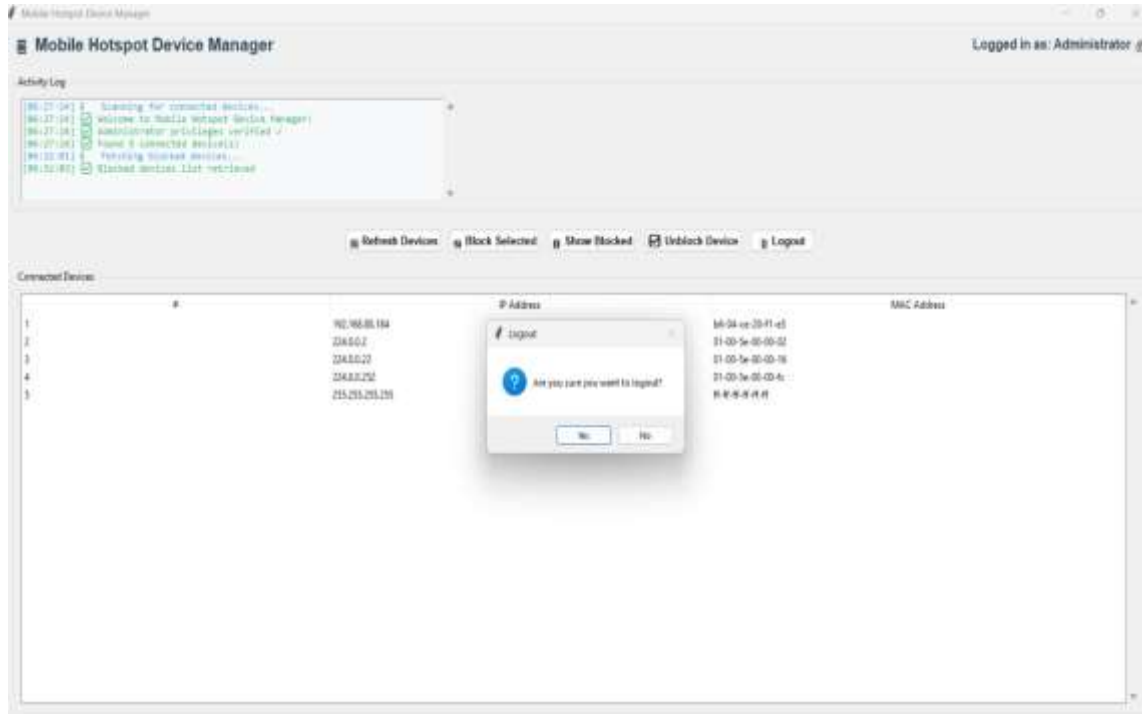 Mobile Hotspot Device Manager
Mobile Hotspot Device Manager
Logged in as: Administrator
Activity Log
Scanning for connected devices...
Welcome to Mobile Hotspot Device Manager!
Administrator privileges verified ✓
Found 5 connected device(s)
Fetching blocked devices...
Blocked devices list retrieved
Refresh Devices Block Selected Show Blocked Unblock Device Logout
Connected Devices
# IP Address MAC Address
1
2 224.0.0.2 01-00-5e-00-00-02
3 224.0.0.22 01-00-5e-00-00-16
4 224.0.0.252 01-00-5e-00-00-fc
5 255.255.255.255 ff-ff-ff-ff-ff-ff
Logout
Are you sure you want to logout?
Yes No